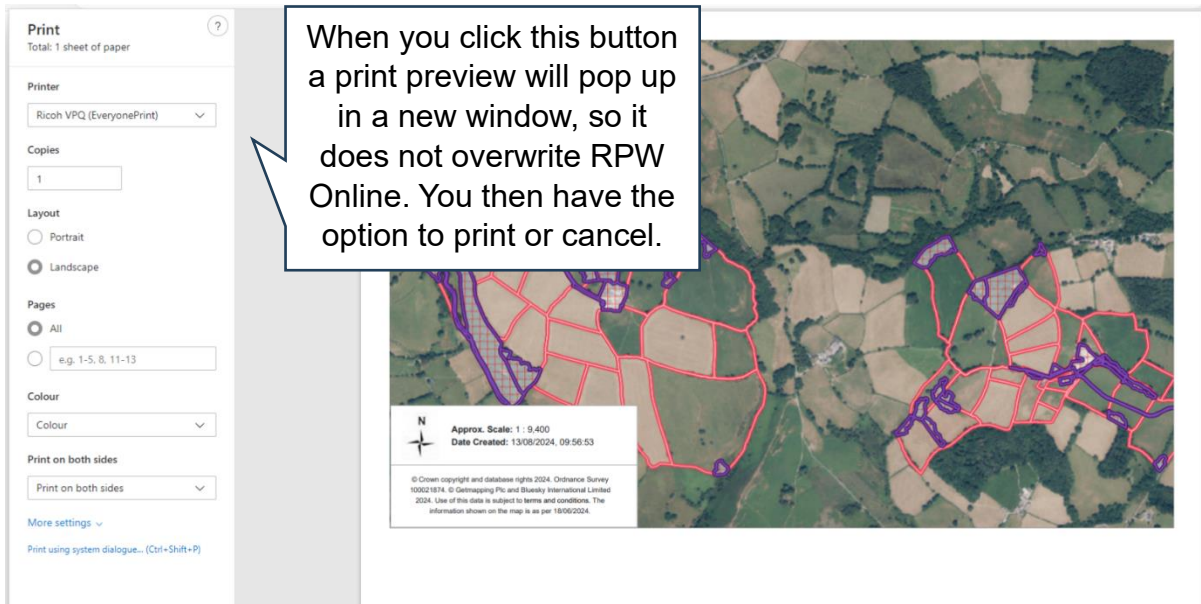 Print
Total: 1 sheet of paper
?
Printer
Ricoh VPQ (EveryonePrint)
Copies
1
Layout
Portrait
Landscape
Pages
All
e.g. 1-5, 8, 11-13
Colour
Colour
Print on both sides
Print on both sides
More settings
Print using system dialogue... (Ctrl+Shift+P)
When you click this button
a print preview will pop up
in a new window, so it
does not overwrite RPW
Online. You then have the
option to print or cancel.
N
Approx. Scale: 1 : 9,400
Date Created: 13/08/2024, 09:56:53
© Crown copyright and database rights 2024. Ordnance Survey
100021874. © Getmapping Plc and Bluesky International Limited
2024. Use of this data is subject to terms and conditions. The
information shown on the map is as per 18/06/2024.